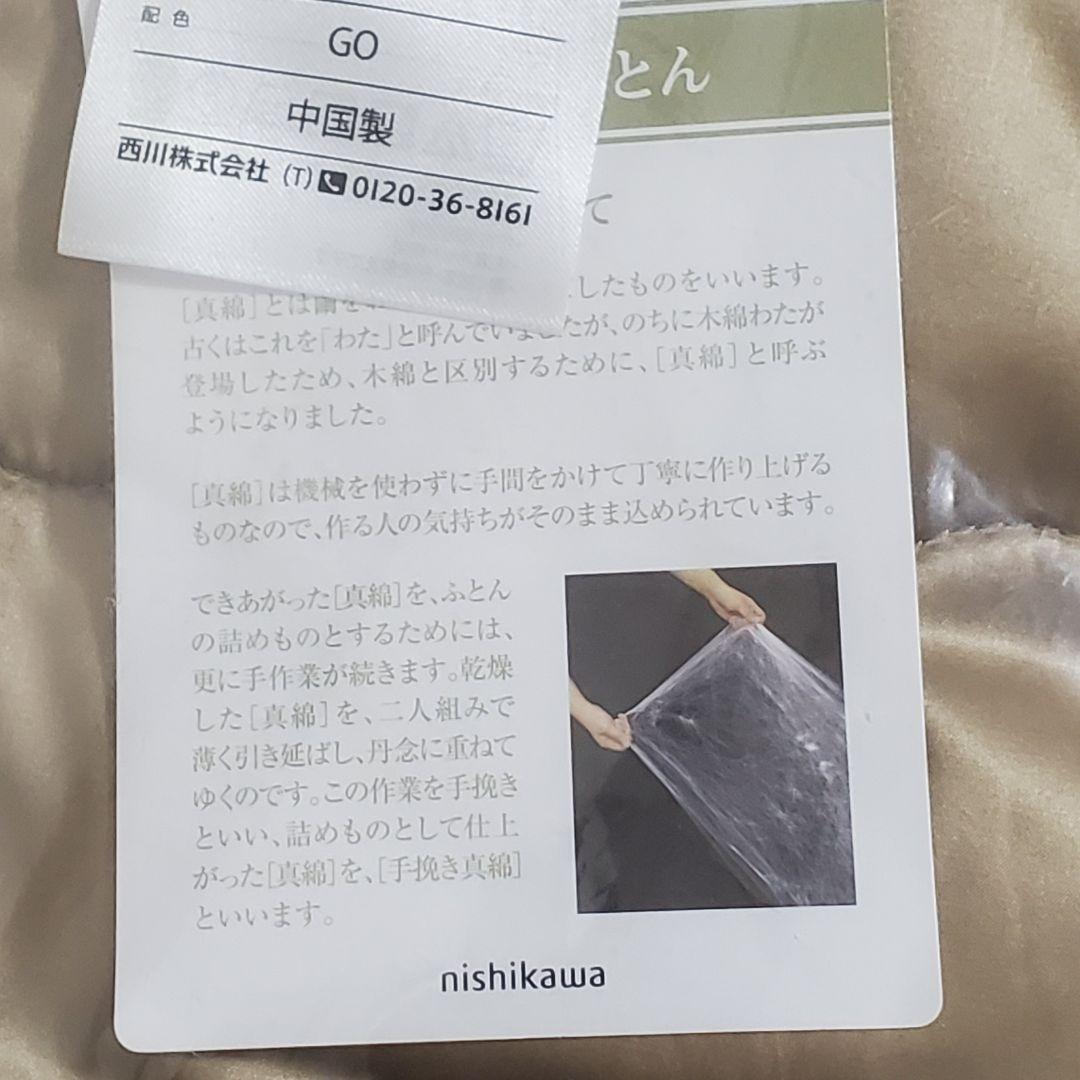 配色
GO
中国製
西川株式会社 (T) 0120-36-8161
とん
て
[真綿]とは繭を
したものをいいます。
古くはこれを「わた」と呼んでいましたが、のちに木綿わたが
登場したため、木綿と区別するために、[真綿]と呼ぶ
ようになりました。
[真綿]は機械を使わずに手間をかけて丁寧に作り上げる
ものなので、作る人の気持ちがそのまま込められています。
できあがった[真綿]を、ふとん
の詰めものとするためには、
更に手作業が続きます。乾燥
した[真綿]を、二人組みで
薄く引き延ばし、丹念に重ねて
ゆくのです。この作業を手挽き
といい、詰めものとして仕上
がった[真綿]を、[手挽き真綿]
といいます。
nishikawa